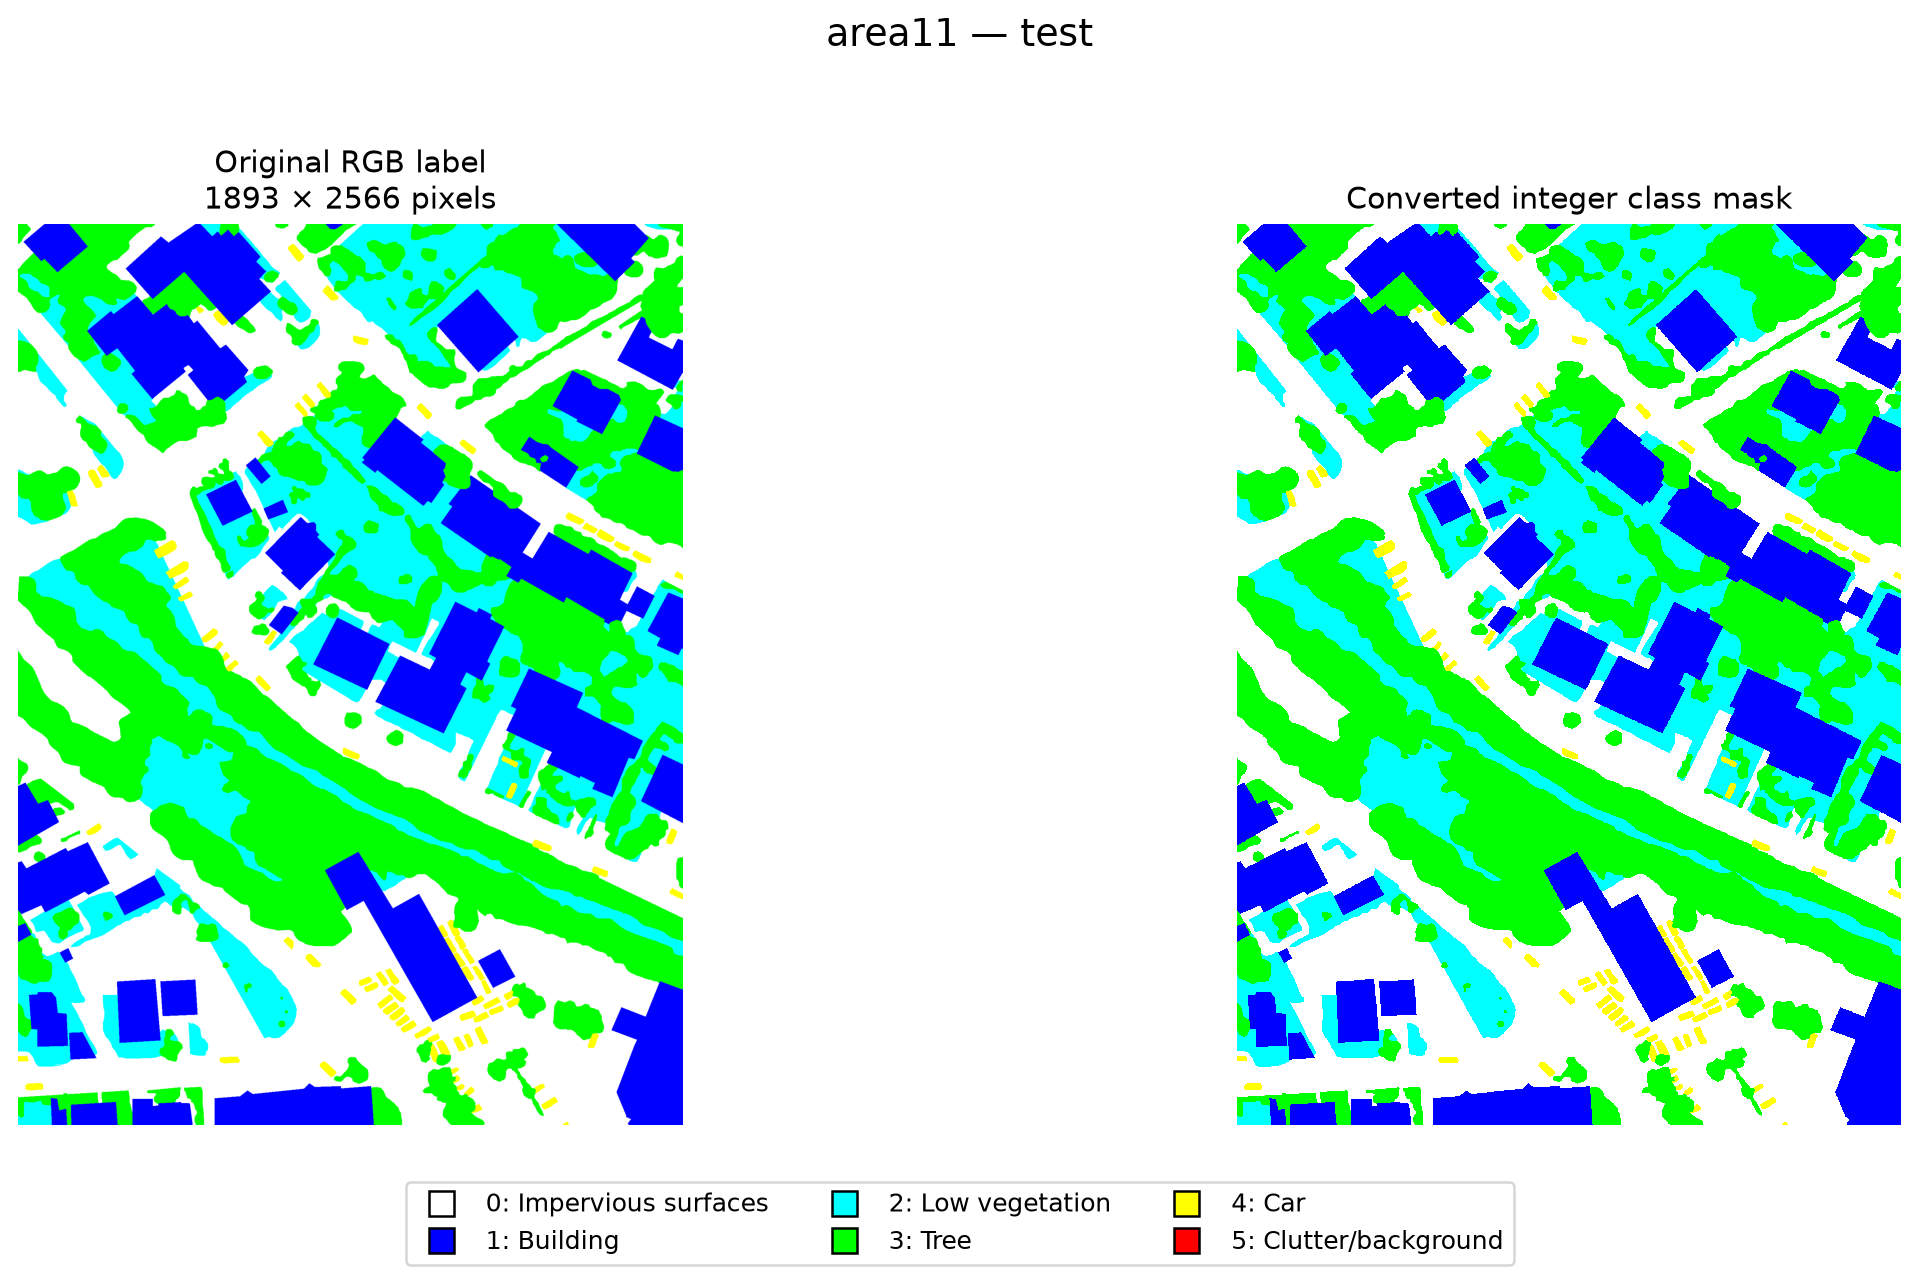 area11 — test
Original RGB label
1893 × 2566 pixels
Converted integer class mask
0: Impervious surfaces
1: Building
2: Low vegetation
3: Tree
4: Car
5: Clutter/background